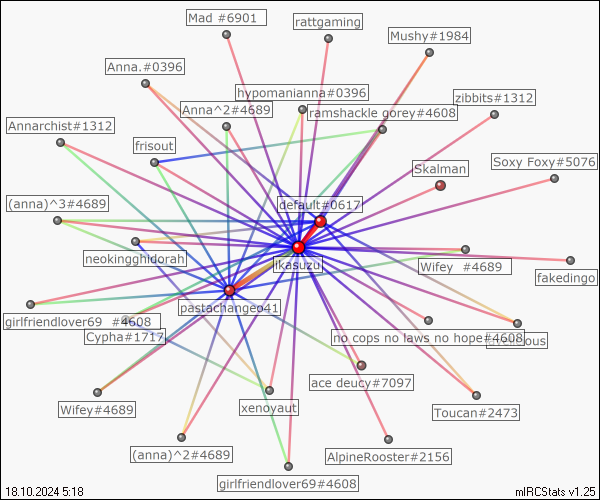 Mad #6901
rattgaming
Mushy#1984
Anna.#0396
hypomanianna#0396
zibbits#1312
Anna^2#4689
ramshackle gorey#4608
Annarchist#1312
frisout
Skalman
Soxy Foxy#5076
(anna)^3#4689
default#0617
neokingghdorah
ikasuzu
Wifey #4689
fakedingo
pastachangeo41
girlfriendlover69 #4608
Cypha#1717
no cops no laws no hope#4608
ace deucy#7097
Wifey#4689
xenoyaut
Toucan#2473
(anna)^2#4689
AlpineRooster#2156
girlfriendlover69#4608
18.10.2024 5:18
mIRCStats v1.25